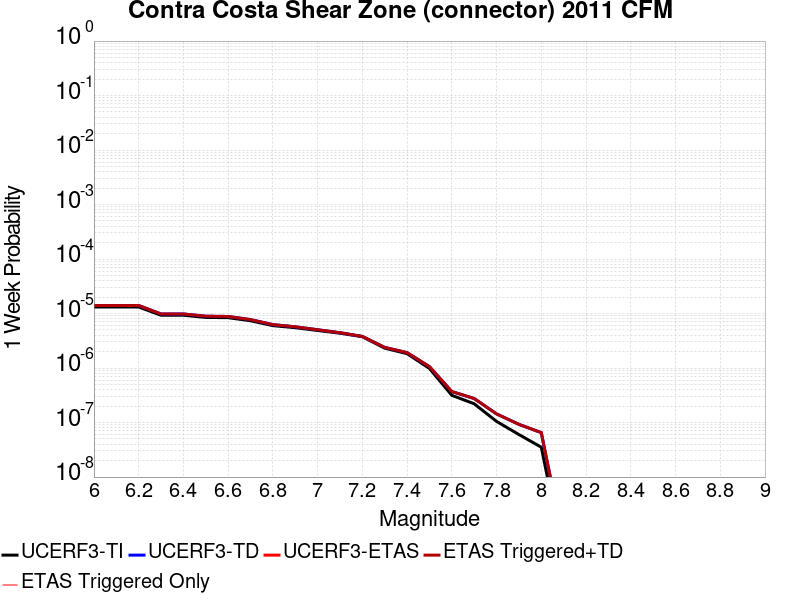 Contra Costa Shear Zone (connector) 2011 CFM
10^0
10^-1
10^-2
10^-3
10^-4
10^-5
10^-6
10^-7
10^-8
1 Week Probability
6 6.2 6.4 6.6 6.8 7 7.2 7.4 7.6 7.8 8 8.2 8.4 8.6 8.8 9
Magnitude
UCERF3-TI UCERF3-TD UCERF3-ETAS ETAS Triggered+TD
ETAS Triggered Only